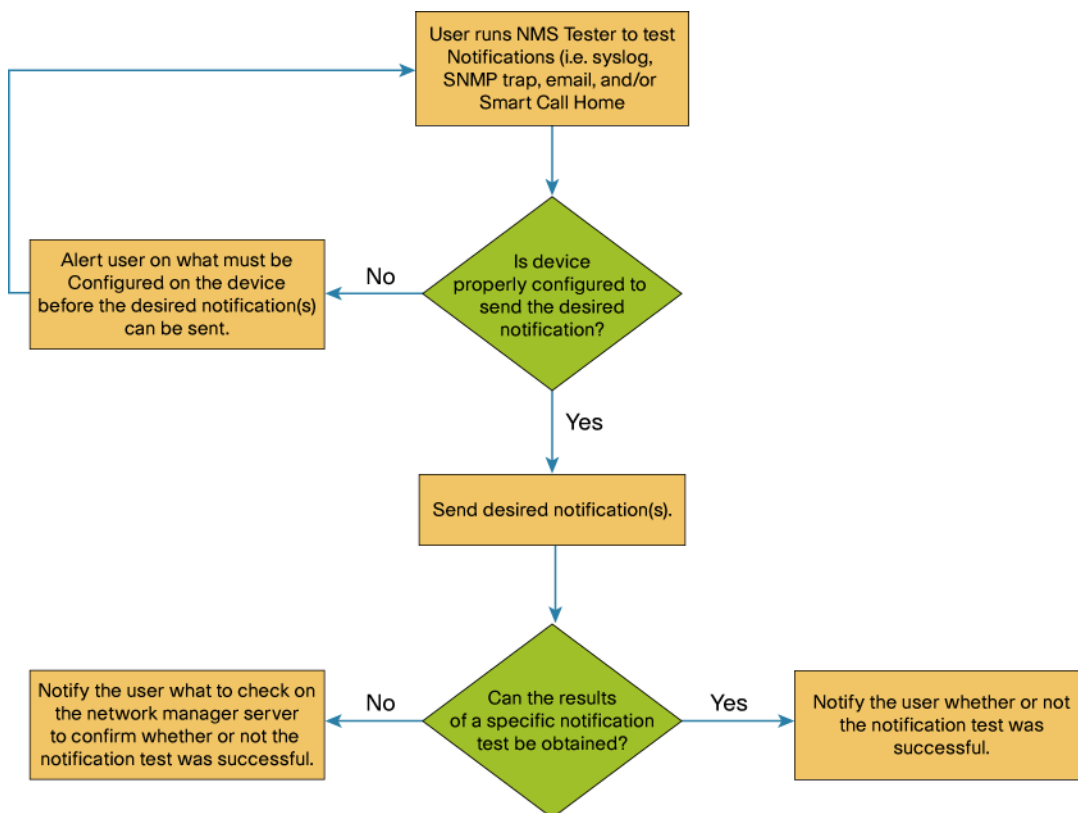 User runs NMS Tester to test
Notifications (i.e. syslog,
SNMP trap, email, and/or
Smart Call Home
Is device
properly configured to
send the desired
notification?
No
Alert user on what must be
Configured on the device
before the desired notification(s)
can be sent.
Yes
Send desired notification(s).
Can the results
of a specific notification
test be obtained?
No
Notify the user what to check on
the network manager server
to confirm whether or not the
notification test was successful.
Yes
Notify the user whether or not
the notification test was
successful.